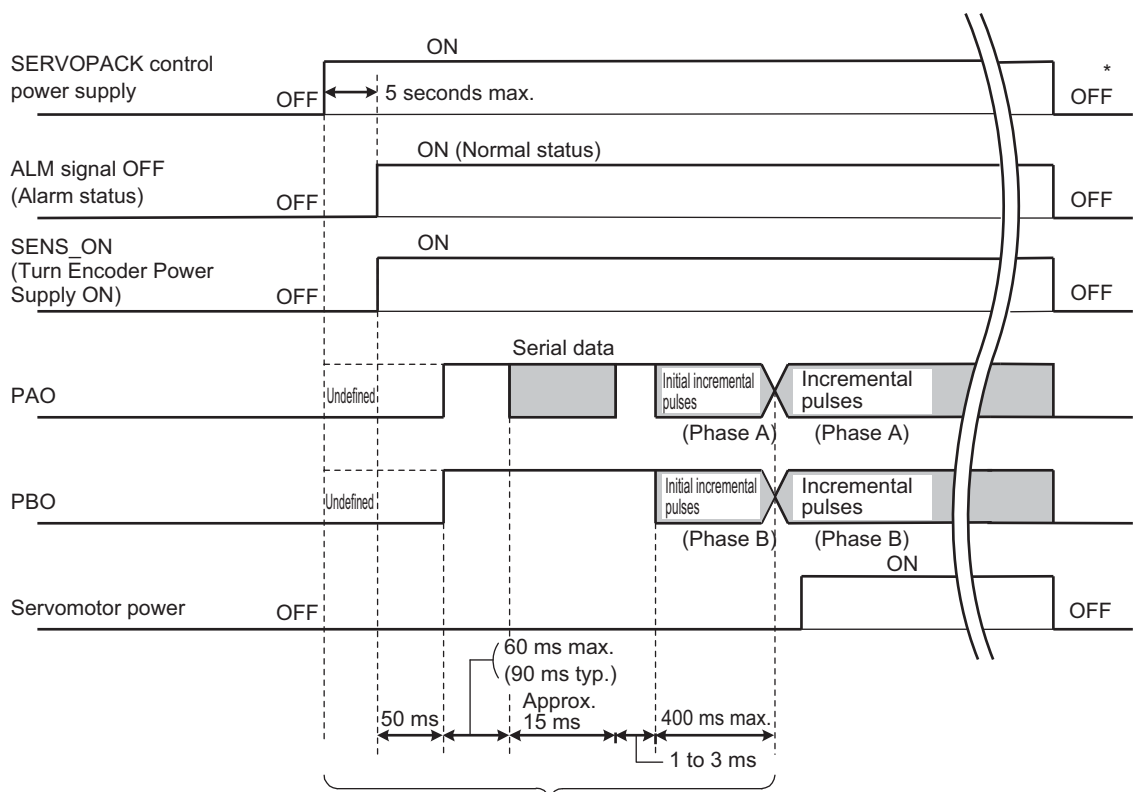 ON
SERVOPACK control
power supply
OFF
5 seconds max.
*
OFF
ON (Normal status)
ALM signal OFF
(Alarm status)
OFF
OFF
SENS_ON
(Turn Encoder Power
Supply ON)
ON
OFF
OFF
Serial data
PAO
Undefined
Initial incremental
pulses
Incremental
pulses
(Phase A)
(Phase A)
PBO
Undefined
Initial incremental
pulses
Incremental
pulses
(Phase B)
(Phase B)
ON
Servomotor power
OFF
OFF
60 ms max.
(90 ms typ.)
Approx.
50 ms
15 ms
400 ms max.
1 to 3 ms